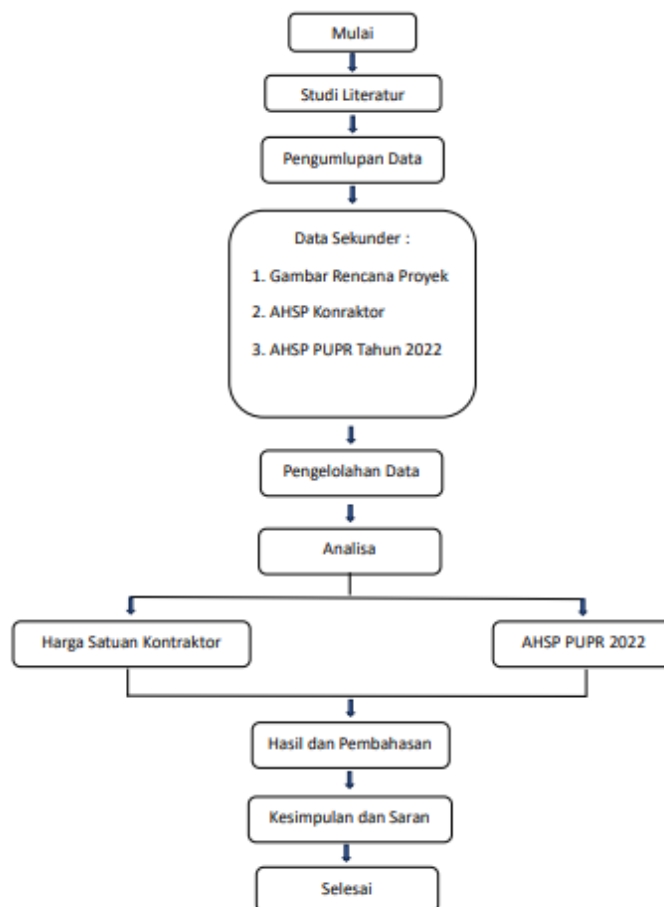 Mulai
Studi Literatur
Pengumlupan Data
Data Sekunder :
1. Gambar Rencana Proyek
2. AHSP Konraktor
3. AHSP PUPR Tahun 2022
Pengelolahan Data
Analisa
Harga Satuan Kontraktor
AHSP PUPR 2022
Hasil dan Pembahasan
Kesimpulan dan Saran
Selesai